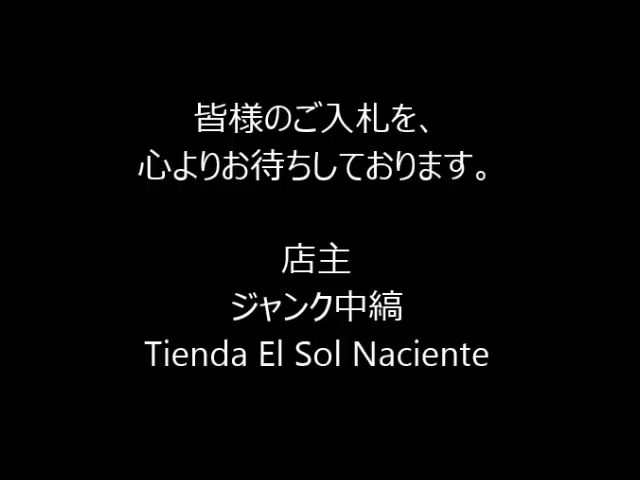 皆様のご入札を、
心よりお待ちしております。
店主
ジャンク中縞
Tienda El Sol Naciente